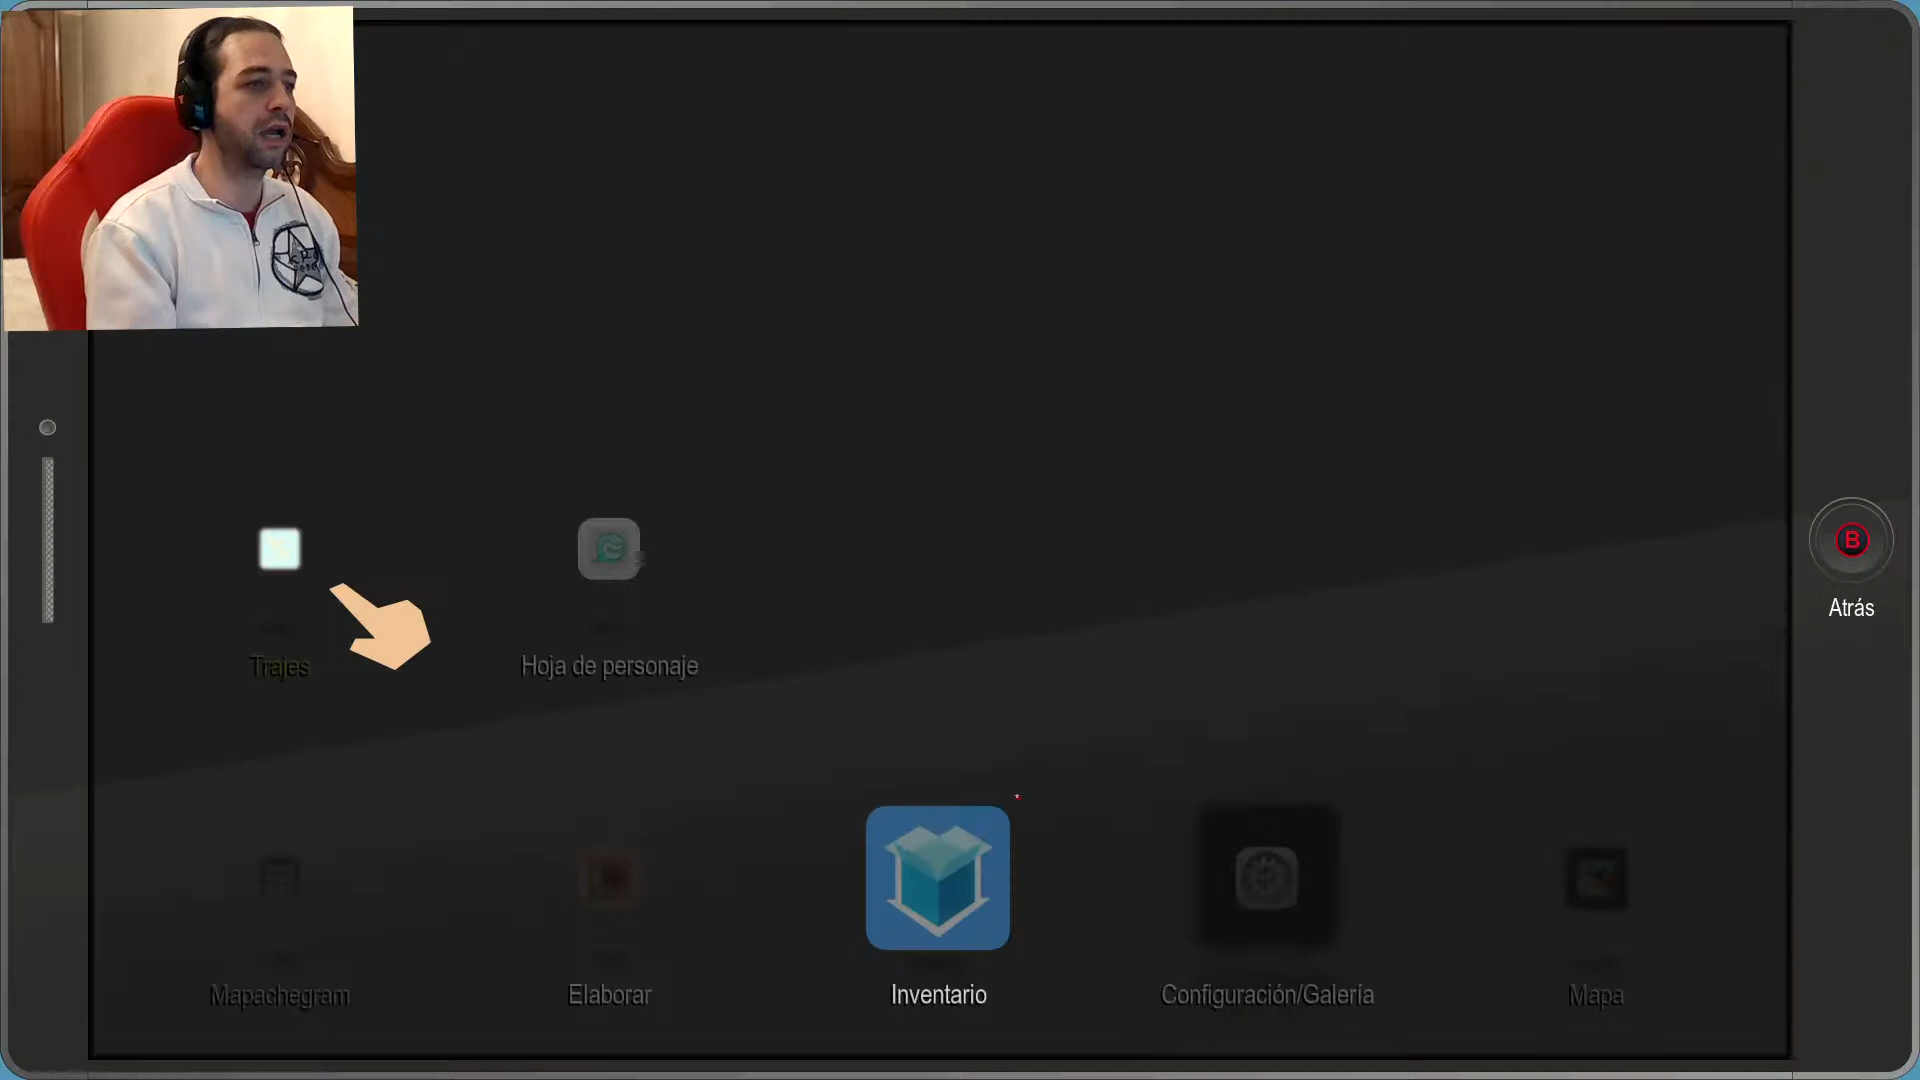 B
Atrás
Trajes
Hoja de personaje
Mapachegram
Elaborar
Inventario
Configuración/Galería
Mapa